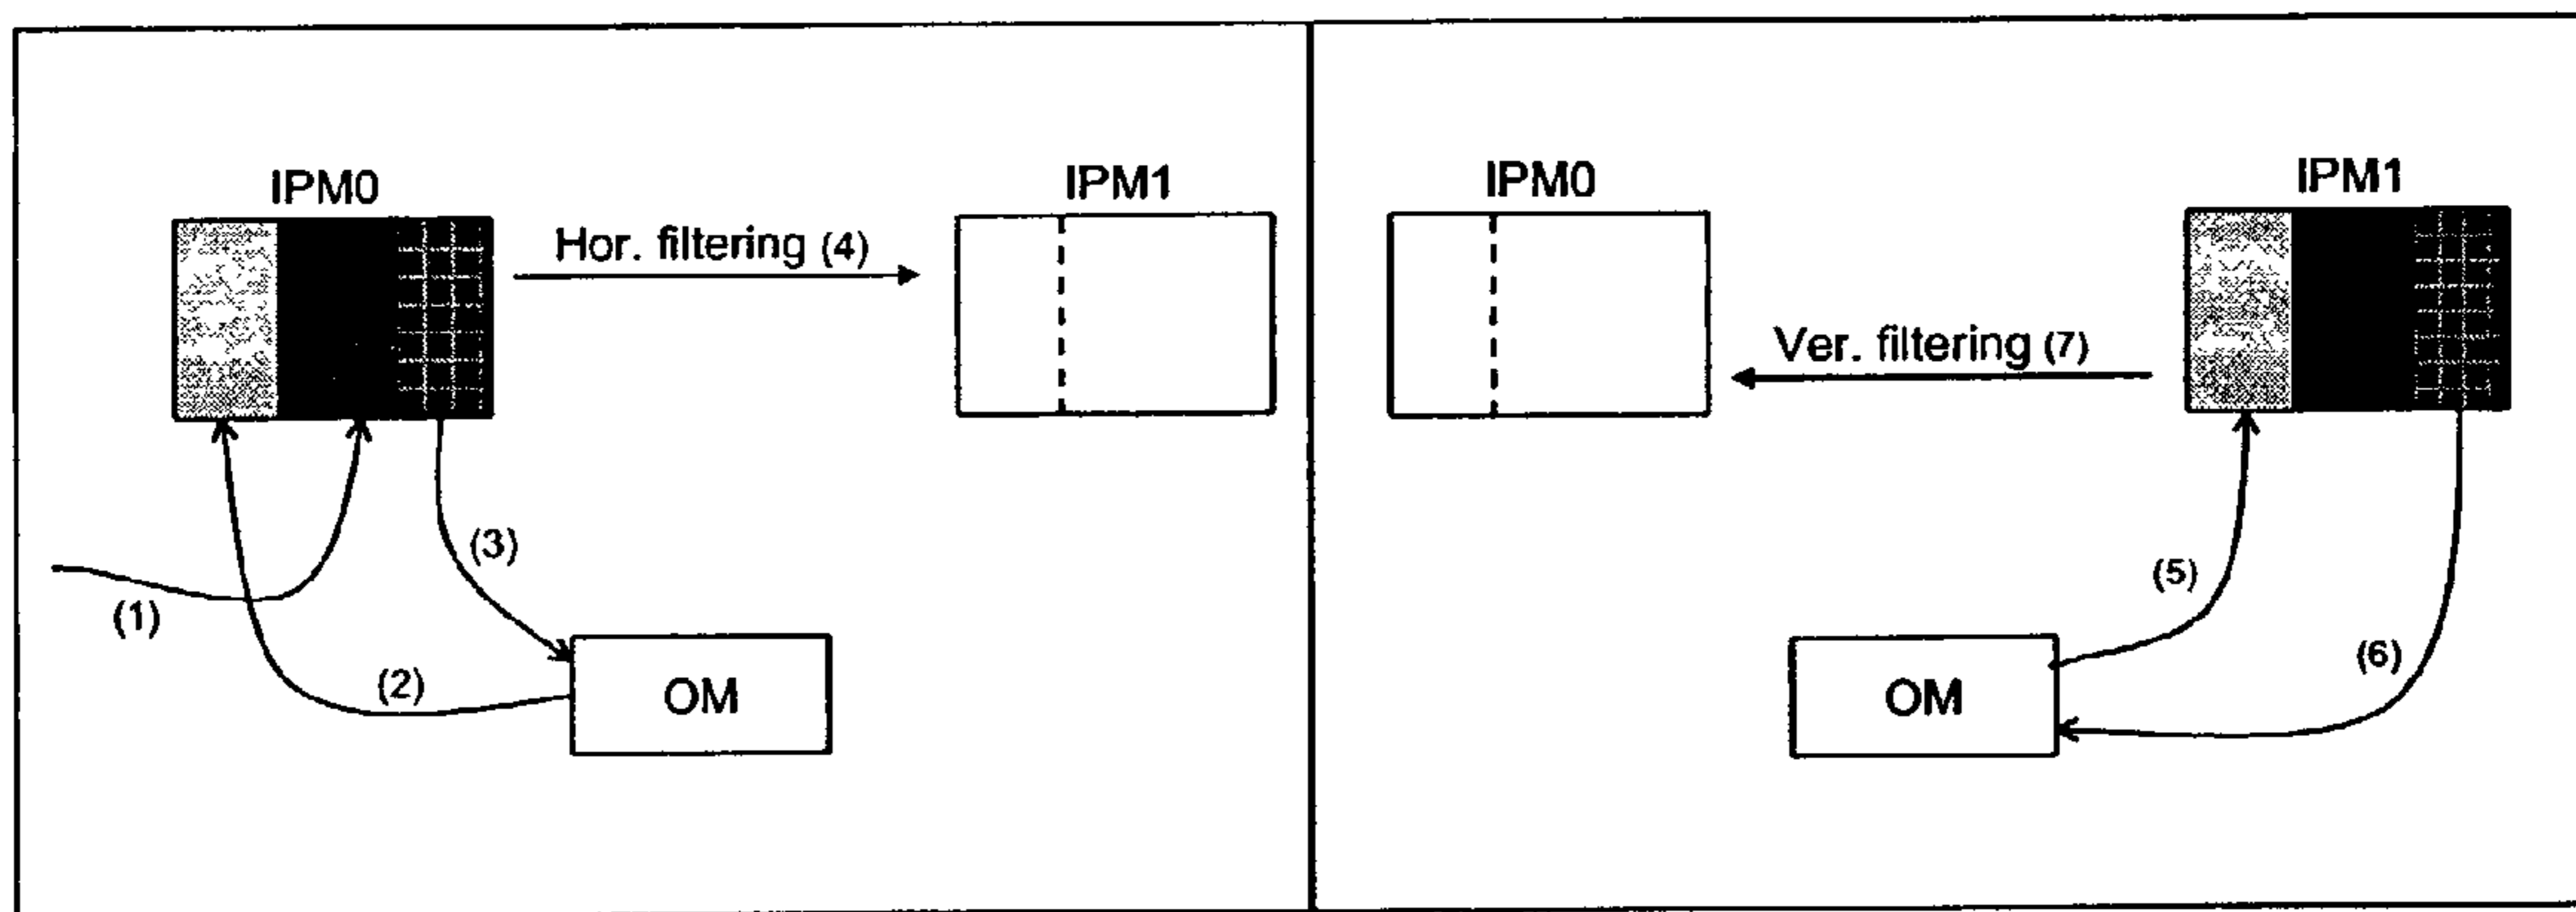 IPM0
IPM1
Hor. filtering (4)
(3)
(1)
(2)
OM
IPM0
IPM1
Ver. filtering (7)
(5)
(6)
OM